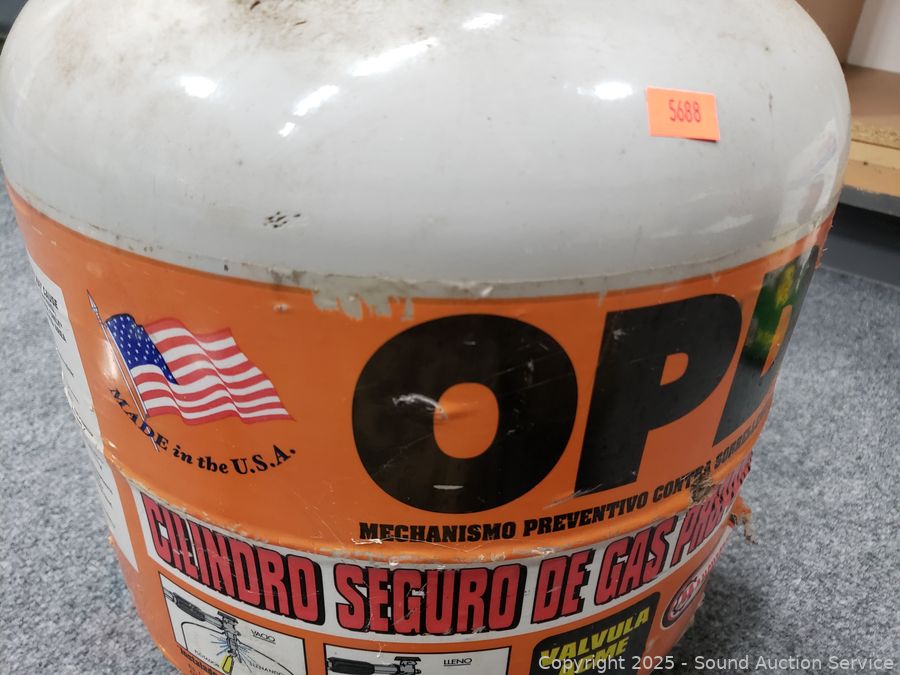 5688
OPD
MADE in the U.S.A.
MECHANISMO PREVENTIVO CONTRA
CILINDRO SEGURO DE GAS
VACIO
LLENO
VALVULA
ACME
Copyright 2025 - Sound Auction Service